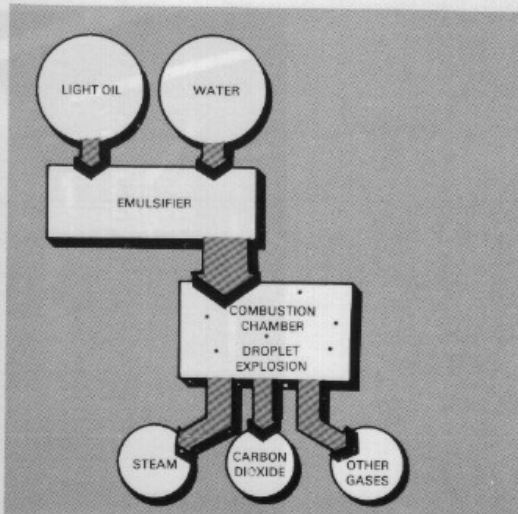 LIGHT OIL
WATER
EMULSIFIER
COMBUSTION
CHAMBER
DROPLET
EXPLOSION
STEAM
CARBON
DIOXIDE
OTHER
GASES